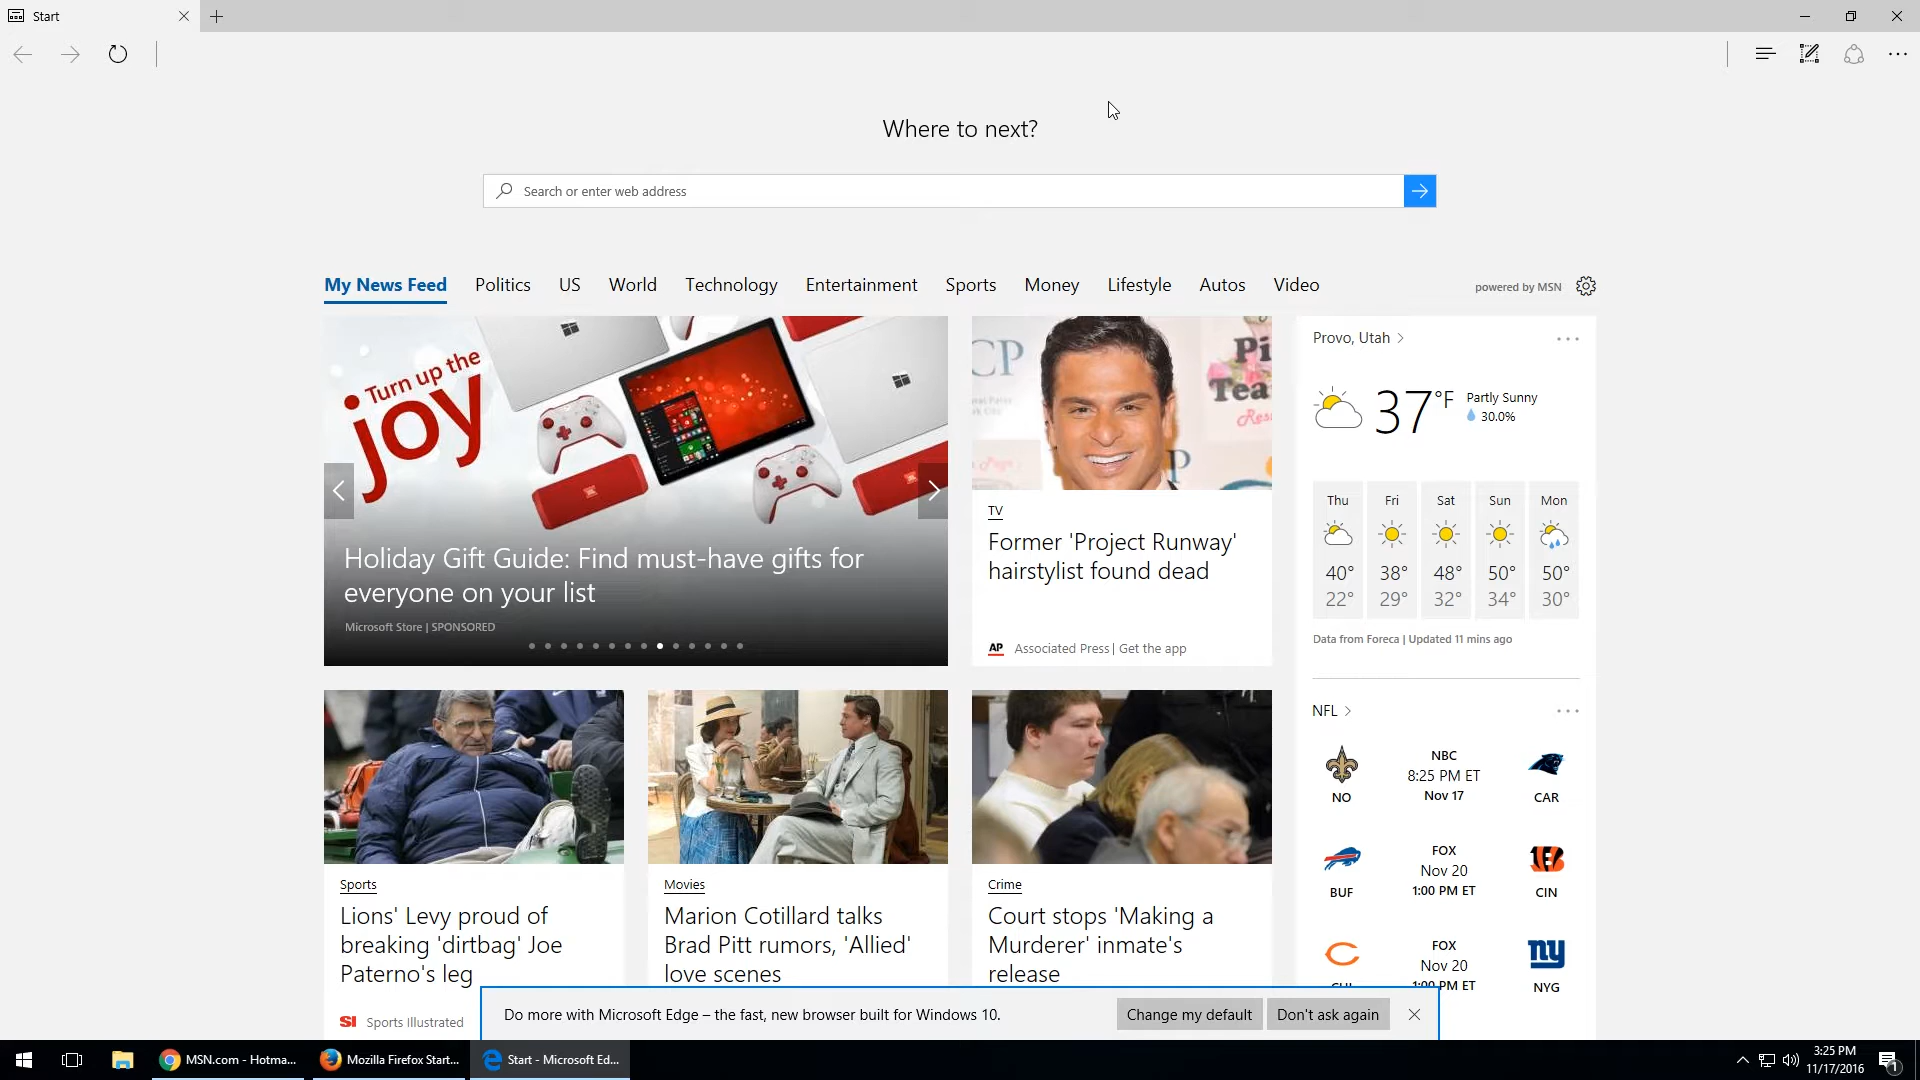 Start
Where to next?
Search or enter web address
My News Feed Politics US World Technology Entertainment Sports Money Lifestyle Autos Video powered by MSN
Turn up the
joy
Holiday Gift Guide: Find must-have gifts for
everyone on your list
Microsoft Store | SPONSORED
CP
Pi
Tea
TV
Former 'Project Runway'
hairstylist found dead
AP Associated Press | Get the app
Provo, Utah
37°F
Partly Sunny
30.0%
Thu Fri Sat Sun Mon
40° 38° 48° 50° 50°
22° 29° 32° 34° 30°
Data from Foreca | Updated 11 mins ago
NFL
NBC
8:25 PM ET
Nov 17
NO CAR
FOX
Nov 20
1:00 PM ET
BUF CIN
FOX
Nov 20
1:00 PM ET
ny
CHI NYG
Sports
Lions' Levy proud of
breaking 'dirtbag' Joe
Paterno's leg
SI Sports Illustrated
Movies
Marion Cotillard talks
Brad Pitt rumors, 'Allied'
love scenes
Crime
Court stops 'Making a
Murderer' inmate's
release
Do more with Microsoft Edge – the fast, new browser built for Windows 10. Change my default Don't ask again
MSN.com - Hotma... Mozilla Firefox Start... Start - Microsoft Ed...
3:25 PM
11/17/2016
1